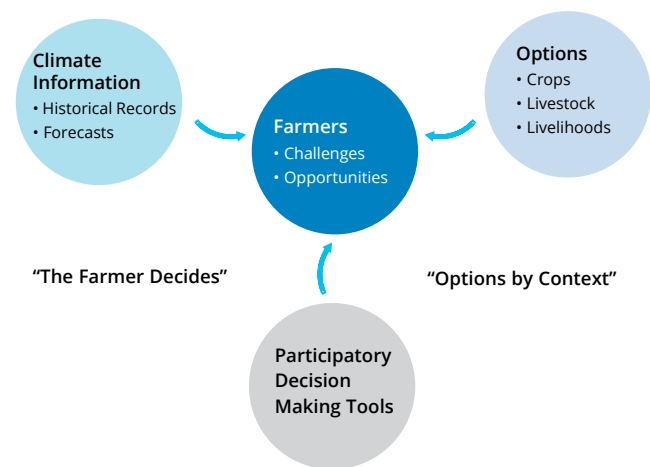 Climate
Information
• Historical Records
• Forecasts
Farmers
• Challenges
• Opportunities
Options
• Crops
• Livestock
• Livelihoods
“The Farmer Decides”
“Options by Context”
Participatory
Decision
Making Tools